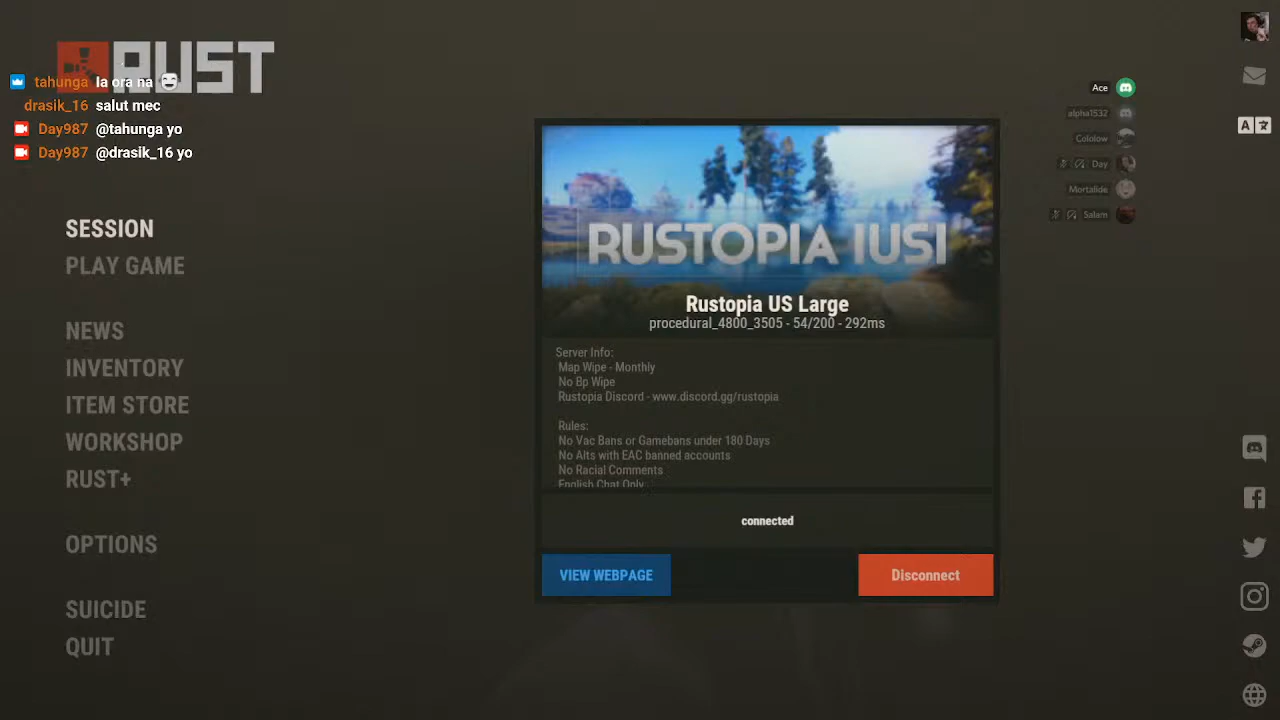 RUST
tahunga Ia ora na
drasik_16 salut mec
Day987 @tahunga yo
Day987 @drasik_16 yo
SESSION
PLAY GAME
NEWS
INVENTORY
ITEM STORE
WORKSHOP
RUST+
OPTIONS
SUICIDE
QUIT
RUSTOPIA |US|
Rustopia US Large
procedural_4800_3505 - 54/200 - 292ms
Server Info:
Map Wipe - Monthly
No Bp Wipe
Rustopia Discord - www.discord.gg/rustopia
Rules:
No Vac Bans or Gamebans under 180 Days
No Alts with EAC banned accounts
No Racial Comments
English Chat Only
connected
VIEW WEBPAGE
Disconnect
Ace
alpha1532
Cololow
Day
Mortalide
Salam
A